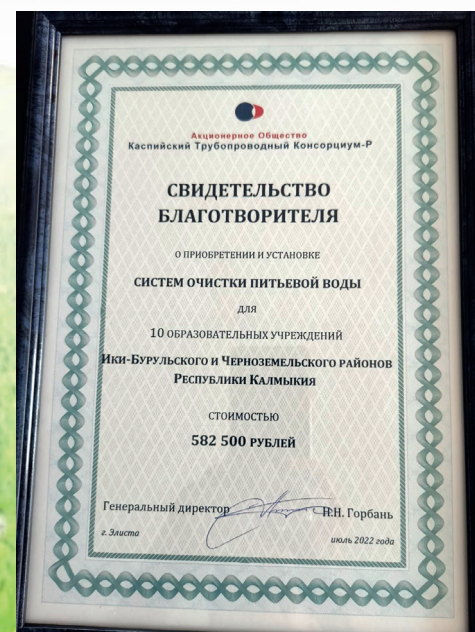 Акционерное Общество
Каспийский Трубопроводный Консорциум-Р
СВИДЕТЕЛЬСТВО
БЛАГОТВОРИТЕЛЯ
О ПРИОБРЕТЕНИИ И УСТАНОВКЕ
СИСТЕМ ОЧИСТКИ ПИТЬЕВОЙ ВОДЫ
ДЛЯ
10 ОБРАЗОВАТЕЛЬНЫХ УЧРЕЖДЕНИЙ
ИКИ-БУРУЛЬСКОГО И ЧЕРНОЗЕМЕЛЬСКОГО РАЙОНОВ
РЕСПУБЛИКИ КАЛМЫКИЯ
СТОИМОСТЬЮ
582 500 РУБЛЕЙ
Генеральный директор Н.Н. Горбань
г. Элиста июль 2022 года